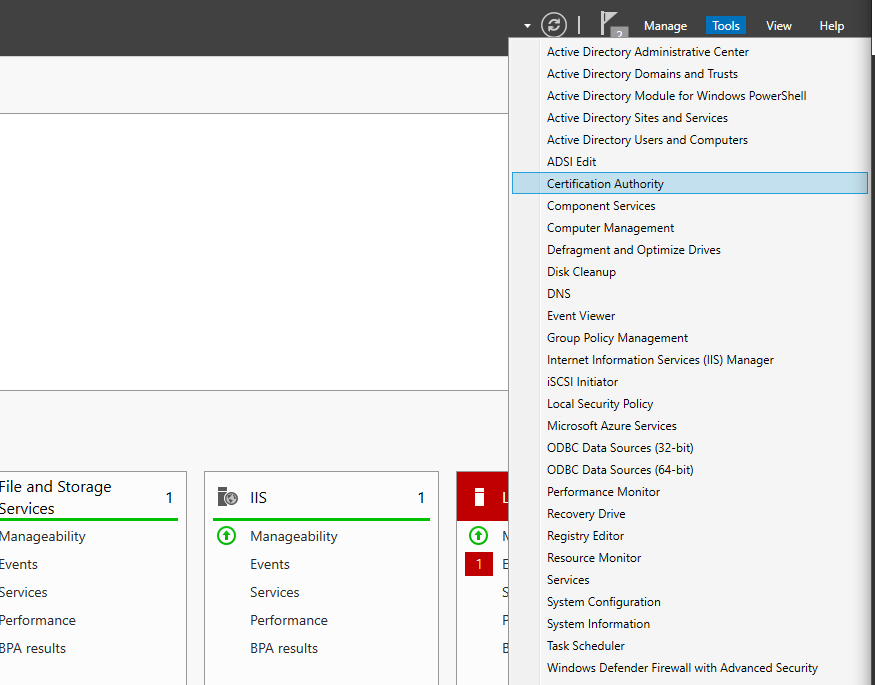 2
Manage
Tools
View
Help
Active Directory Administrative Center
Active Directory Domains and Trusts
Active Directory Module for Windows PowerShell
Active Directory Sites and Services
Active Directory Users and Computers
ADSI Edit
Certification Authority
Component Services
Computer Management
Defragment and Optimize Drives
Disk Cleanup
DNS
Event Viewer
Group Policy Management
Internet Information Services (IIS) Manager
iSCSI Initiator
Local Security Policy
Microsoft Azure Services
ODBC Data Sources (32-bit)
ODBC Data Sources (64-bit)
Performance Monitor
Recovery Drive
Registry Editor
Resource Monitor
Services
System Configuration
System Information
Task Scheduler
Windows Defender Firewall with Advanced Security
File and Storage
Services
1
Manageability
Events
Services
Performance
BPA results
IIS
1
Manageability
Events
Services
Performance
BPA results
1